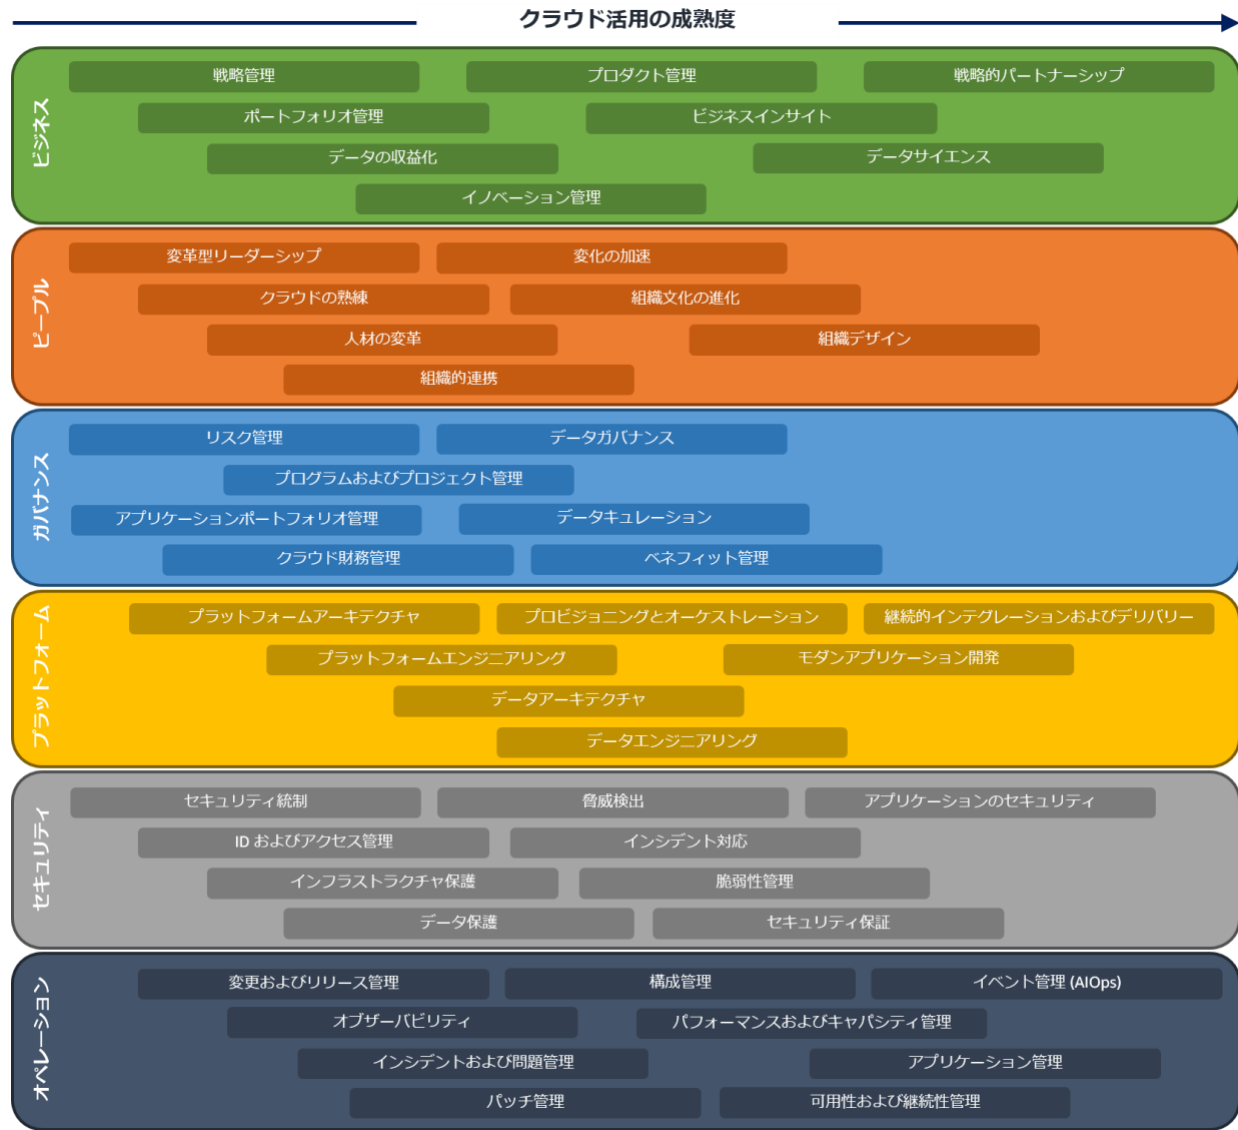 クラウド活用の成熟度
ビジネス
戦略管理
プロダクト管理
戦略的パートナーシップ
ポートフォリオ管理
ビジネスインサイト
データの収益化
データサイエンス
イノベーション管理
ピープル
変革型リーダーシップ
変化の加速
クラウドの熟練
組織文化の進化
人材の変革
組織デザイン
組織的連携
ガバナンス
リスク管理
データガバナンス
プログラムおよびプロジェクト管理
アプリケーションポートフォリオ管理
データキュレーション
クラウド財務管理
ベネフィット管理
プラットフォーム
プラットフォームアーキテクチャ
プロビジョニングとオーケストレーション
継続的インテグレーションおよびデリバリー
プラットフォームエンジニアリング
モダンアプリケーション開発
データアーキテクチャ
データエンジニアリング
セキュリティ
セキュリティ統制
脅威検出
アプリケーションのセキュリティ
ID およびアクセス管理
インシデント対応
インフラストラクチャ保護
脆弱性管理
データ保護
セキュリティ保証
オペレーション
変更およびリリース管理
構成管理
イベント管理 (AIOps)
オブザーバビリティ
パフォーマンスおよびキャパシティ管理
インシデントおよび問題管理
アプリケーション管理
パッチ管理
可用性および継続性管理